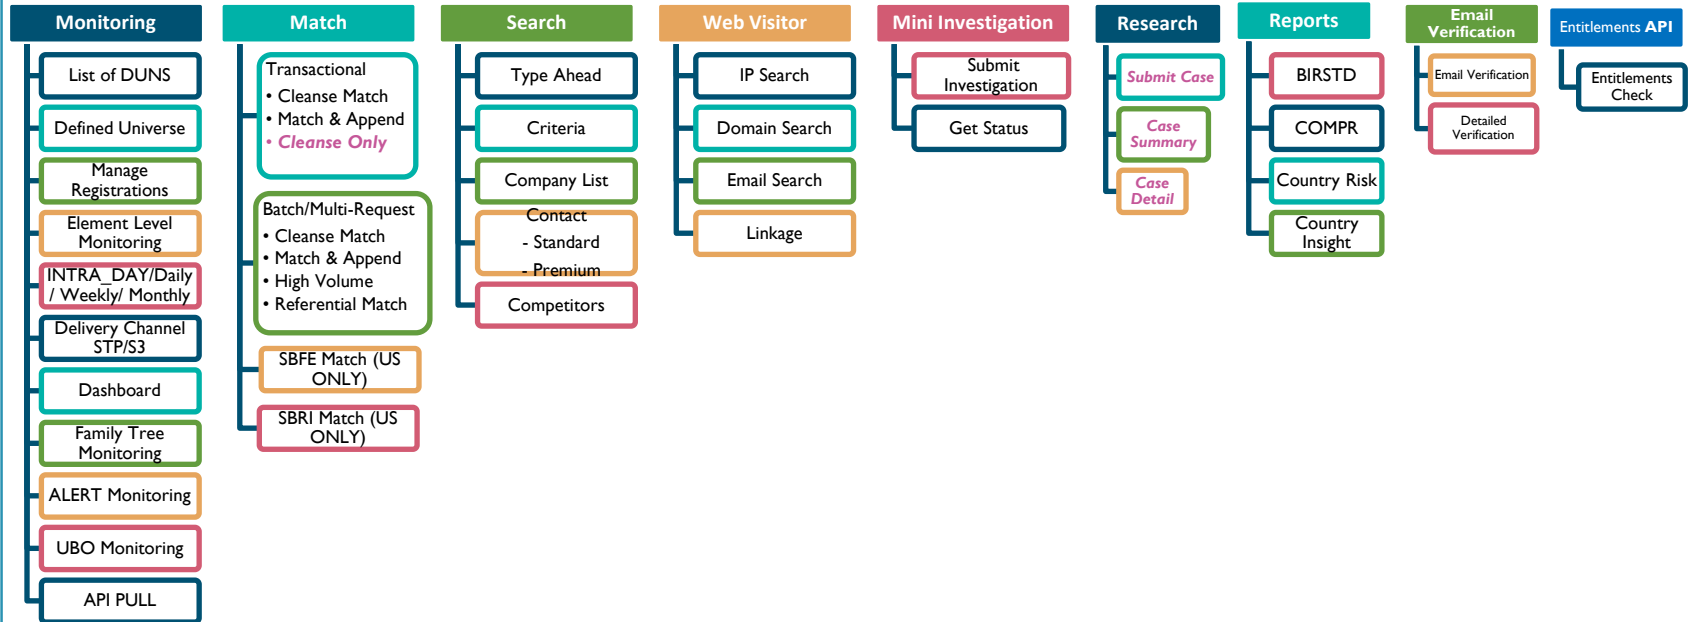 Monitoring
List of DUNS
Defined Universe
Manage
Registrations
Element Level
Monitoring
INTRA_DAY/Daily
/ Weekly/ Monthly
Delivery Channel
STP/S3
Dashboard
Family Tree
Monitoring
ALERT Monitoring
UBO Monitoring
API PULL
Match
Transactional
• Cleanse Match
• Match & Append
• Cleanse Only
Batch/Multi-Request
• Cleanse Match
• Match & Append
• High Volume
• Referential Match
SBFE Match (US
ONLY)
SBRI Match (US
ONLY)
Search
Type Ahead
Criteria
Company List
Contact
- Standard
- Premium
Competitors
Web Visitor
IP Search
Domain Search
Email Search
Linkage
Mini Investigation
Submit
Investigation
Get Status
Research
Submit Case
Case
Summary
Case
Detail
Reports
BIRSTD
COMPR
Country Risk
Country
Insight
Email
Verification
Email Verification
Detailed
Verification
Entitlements API
Entitlements
Check